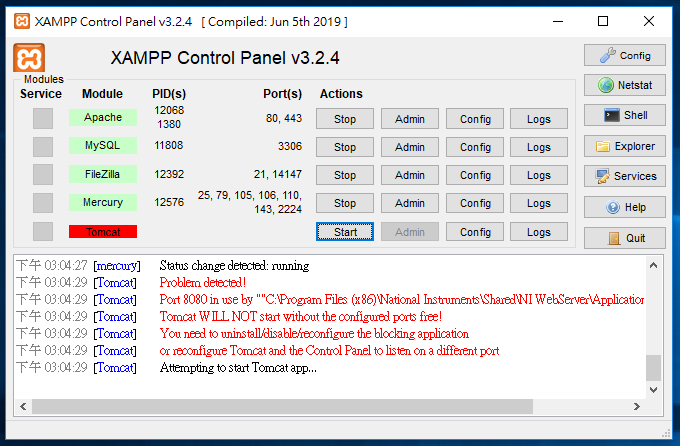 XAMPP Control Panel v3.2.4 [ Compiled: Jun 5th 2019 ]
XAMPP Control Panel v3.2.4
Config
Modules
Service Module PID(s) Port(s) Actions
Netstat
Apache 12068 1380 80, 443 Stop Admin Config Logs
Shell
MySQL 11808 3306 Stop Admin Config Logs
Explorer
FileZilla 12392 21, 14147 Stop Admin Config Logs
Services
Mercury 12576 25, 79, 105, 106, 110, 143, 2224 Stop Admin Config Logs
Help
Tomcat Start Admin Config Logs
Quit
下午 03:04:27 [mercury] Status change detected: running
下午 03:04:29 [Tomcat] Problem detected!
下午 03:04:29 [Tomcat] Port 8080 in use by ""C:\Program Files (x86)\National Instruments\Shared\NI WebServer\Application
下午 03:04:29 [Tomcat] Tomcat WILL NOT start without the configured ports free!
下午 03:04:29 [Tomcat] You need to uninstall/disable/reconfigure the blocking application
下午 03:04:29 [Tomcat] or reconfigure Tomcat and the Control Panel to listen on a different port
下午 03:04:29 [Tomcat] Attempting to start Tomcat app...